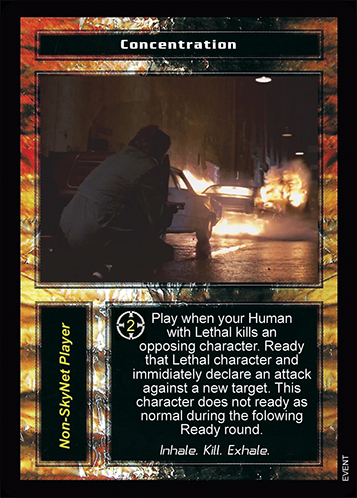 Concentration
Non-SkyNet Player
2 Play when your Human
with Lethal kills an
opposing character. Ready
that Lethal character and
immidiately declare an attack
against a new target. This
character does not ready as
normal during the folowing
Ready round.
Inhale. Kill. Exhale.
EVENT